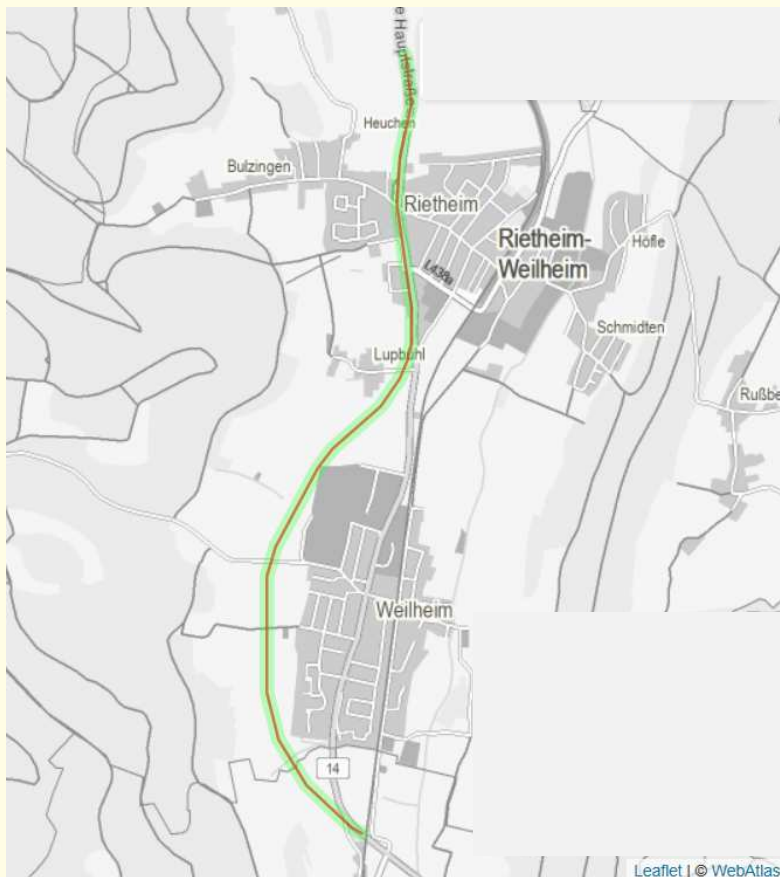 e Hauptstraße
Heuchen
Bulzingen
Rietheim
Rietheim-
Weilheim
Höfle
L438a
Schmidten
Lupbühl
Rußbe
Weilheim
14
Leaflet | © WebAtlas